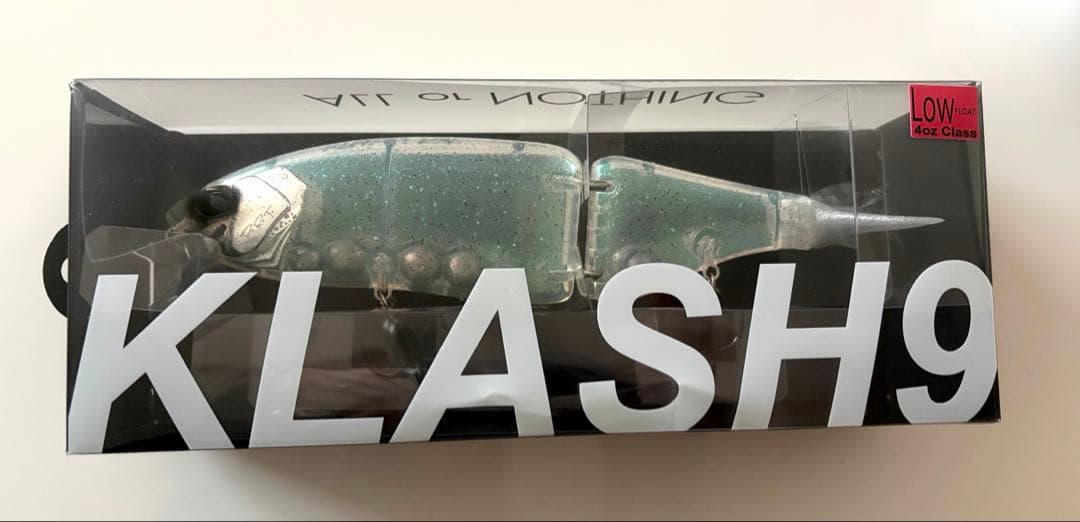 ALL or NOTHING
LOW FLOAT
4oz Class
KLASH9